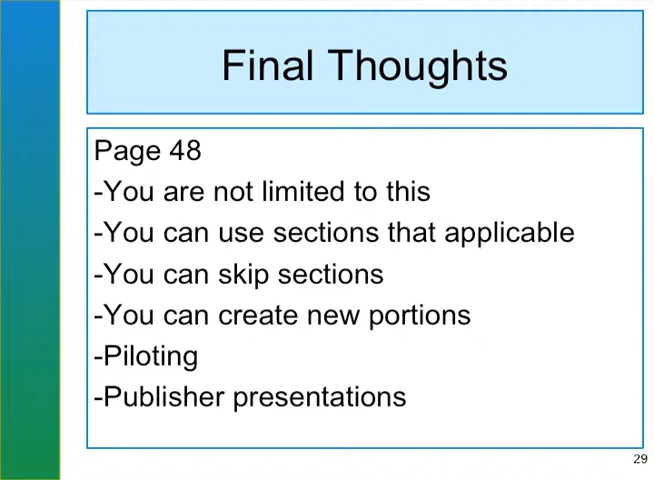 Final Thoughts
Page 48
-You are not limited to this
-You can use sections that applicable
-You can skip sections
-You can create new portions
-Piloting
-Publisher presentations
29